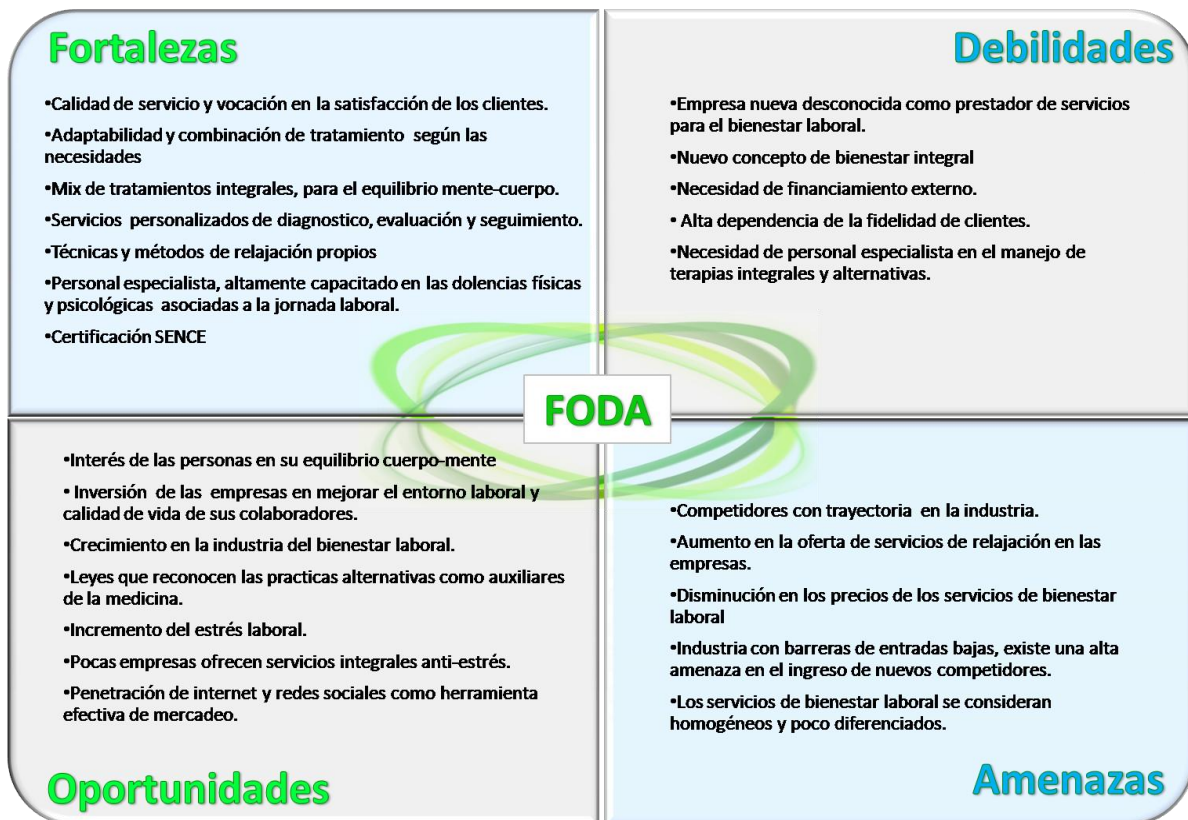 Fortalezas
•Calidad de servicio y vocación en la satisfacción de los clientes.
•Adaptabilidad y combinación de tratamiento según las
necesidades
•Mix de tratamientos integrales, para el equilibrio mente-cuerpo.
•Servicios personalizados de diagnostico, evaluación y seguimiento.
•Técnicas y métodos de relajación propios
•Personal especialista, altamente capacitado en las dolencias físicas
y psicológicas asociadas a la jornada laboral.
•Certificación SENCE
Debilidades
•Empresa nueva desconocida como prestador de servicios
para el bienestar laboral.
•Nuevo concepto de bienestar integral
•Necesidad de financiamiento externo.
• Alta dependencia de la fidelidad de clientes.
•Necesidad de personal especialista en el manejo de
terapias integrales y alternativas.
FODA
•Interés de las personas en su equilibrio cuerpo-mente
• Inversión de las empresas en mejorar el entorno laboral y
calidad de vida de sus colaboradores.
•Crecimiento en la industria del bienestar laboral.
•Leyes que reconocen las practicas alternativas como auxiliares
de la medicina.
•Incremento del estrés laboral.
•Pocas empresas ofrecen servicios integrales anti-estrés.
•Penetración de internet y redes sociales como herramienta
efectiva de mercadeo.
Oportunidades
•Competidores con trayectoria en la industria.
•Aumento en la oferta de servicios de relajación en las
empresas.
•Disminución en los precios de los servicios de bienestar
laboral
•Industria con barreras de entradas bajas, existe una alta
amenaza en el ingreso de nuevos competidores.
•Los servicios de bienestar laboral se consideran
homogéneos y poco diferenciados.
Amenazas